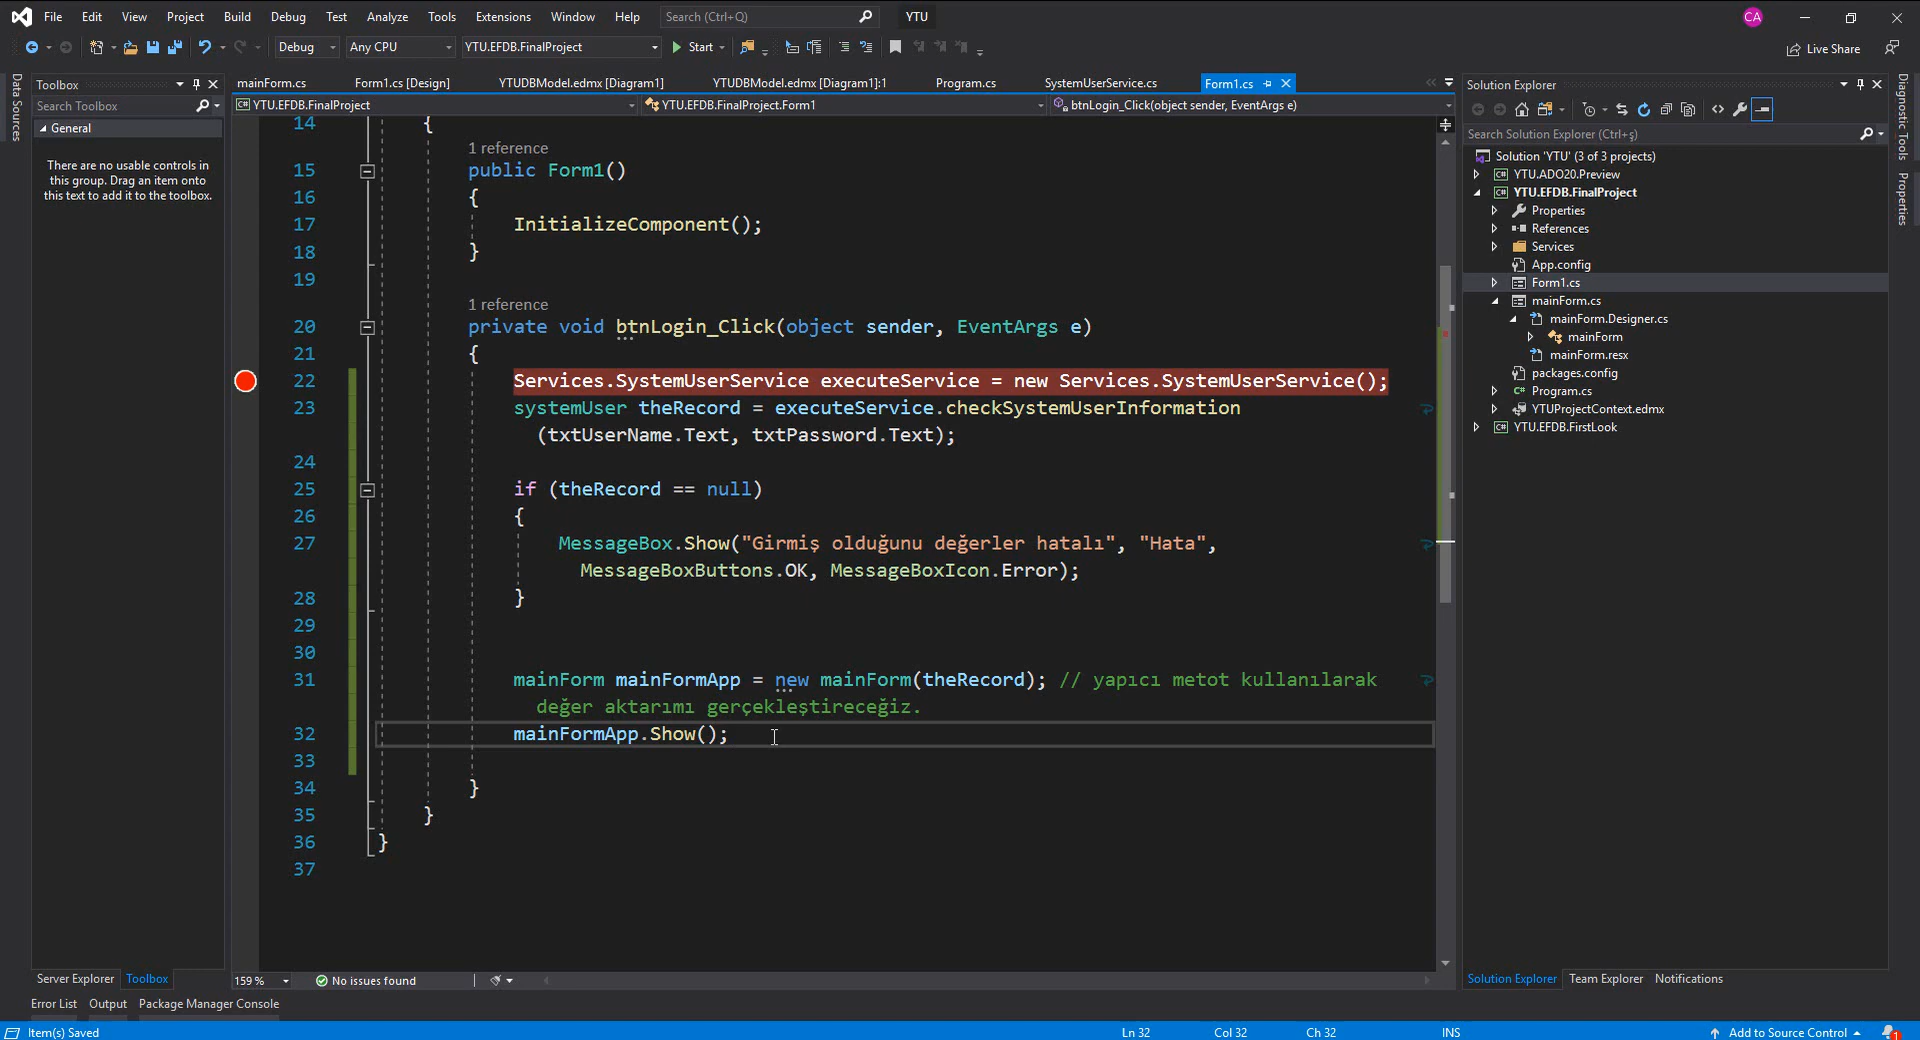 File Edit View Project Build Debug Test Analyze Tools Extensions Window Help Search (Ctrl+Q) YTU CA
Debug Any CPU YTU.EFDB.FinalProject Start Live Share
Data Sources
Toolbox
Search Toolbox
General
There are no usable controls in
this group. Drag an item onto
this text to add it to the toolbox.
Server Explorer Toolbox
mainForm.cs Form1.cs [Design] YTUDBModel.edmx [Diagram1] YTUDBModel.edmx [Diagram1]:1 Program.cs SystemUserService.cs Form1.cs
YTU.EFDB.FinalProject YTU.EFDB.FinalProject.Form1 btnLogin_Click(object sender, EventArgs e)
14 {
1 reference
15 public Form1()
16 {
17 InitializeComponent();
18 }
19
1 reference
20 private void btnLogin_Click(object sender, EventArgs e)
21 {
22 Services.SystemUserService executeService = new Services.SystemUserService();
23 systemUser theRecord = executeService.checkSystemUserInformation
(txtUserName.Text, txtPassword.Text);
24
25 if (theRecord == null)
26 {
27 MessageBox.Show("Girmiş olduğunu değerler hatalı", "Hata",
MessageBoxButtons.OK, MessageBoxIcon.Error);
28 }
29
30
31 mainForm mainFormApp = new mainForm(theRecord); // yapıcı metot kullanılarak
değer aktarımı gerçekleştireceğiz.
32 mainFormApp.Show();
33
34 }
35 }
36 }
37
159 % No issues found
Solution Explorer
Search Solution Explorer (Ctrl+ş)
Solution 'YTU' (3 of 3 projects)
YTU.ADO20.Preview
YTU.EFDB.FinalProject
Properties
References
Services
App.config
Form1.cs
mainForm.cs
mainForm.Designer.cs
mainForm
mainForm.resx
packages.config
Program.cs
YTUProjectContext.edmx
YTU.EFDB.FirstLook
Solution Explorer Team Explorer Notifications
Diagnostic Tools
Properties
Error List Output Package Manager Console
Item(s) Saved Ln 32 Col 32 Ch 32 INS Add to Source Control 1